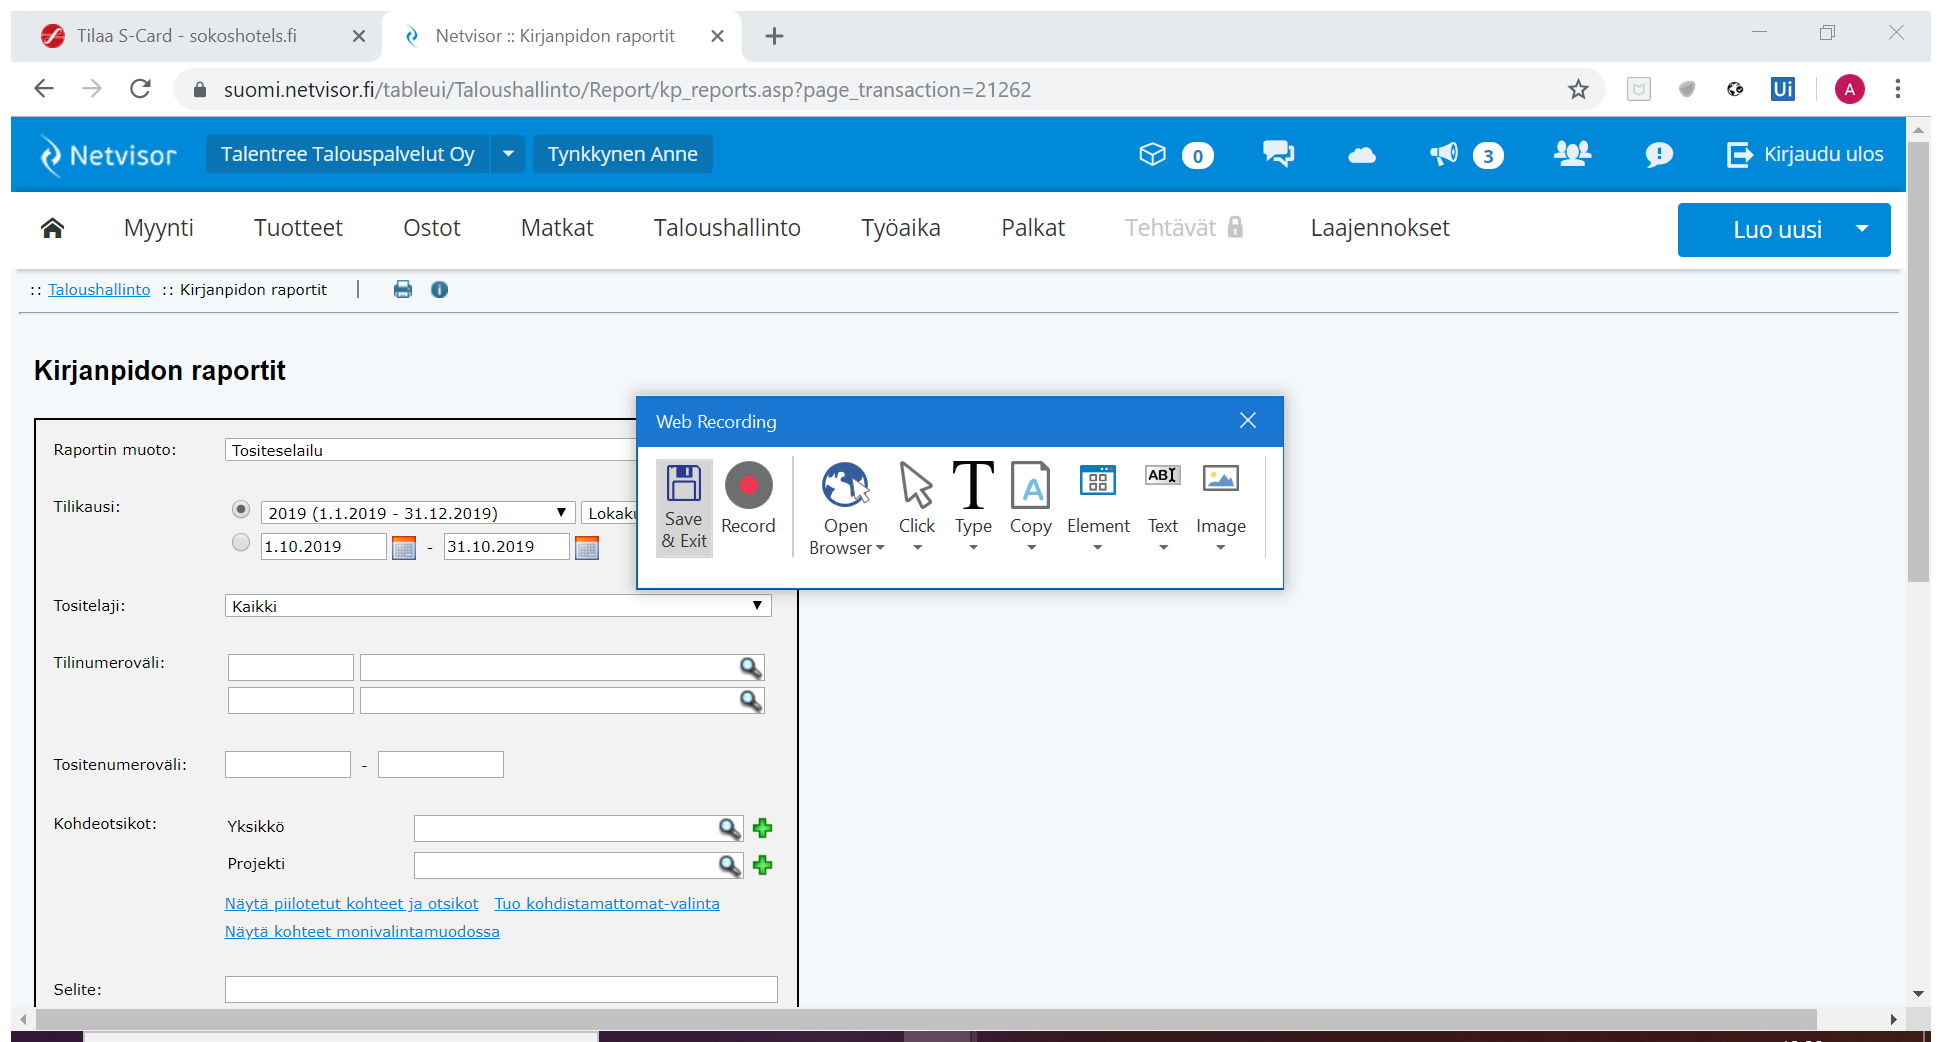 Tilaa S-Card - sokoshotels.fi
Netvisor :: Kirjanpidon raportit
suomi.netvisor.fi/tableui/Taloushallinto/Report/kp_reports.asp?page_transaction=21262
Ui
A
Netvisor
Talentree Talouspalvelut Oy
Tynkkynen Anne
0
3
Kirjaudu ulos
Myynti
Tuotteet
Ostot
Matkat
Taloushallinto
Työaika
Palkat
Tehtävät
Laajennokset
Luo uusi
:: Taloushallinto :: Kirjanpidon raportit |
Kirjanpidon raportit
Web Recording
Save & Exit
Record
Open Browser
Click
Type
Copy
Element
Text
Image
Raportin muoto: Tositeselailu
Tilikausi: 2019 (1.1.2019 - 31.12.2019)
1.10.2019 - 31.10.2019
Tositelaji: Kaikki
Tilinumeroväli:
Tositenumeroväli: -
Kohdeotsikot: Yksikkö
Projekti
Näytä piilotetut kohteet ja otsikot Tuo kohdistamattomat-valinta
Näytä kohteet monivalintamuodossa
Selite: